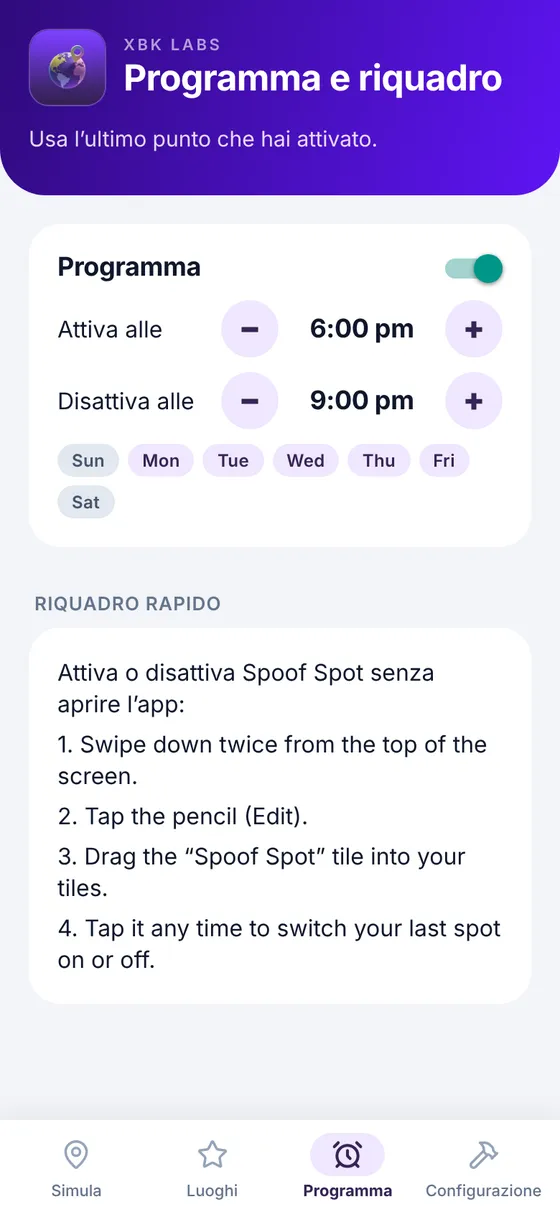 XBK LABS
Programma e riquadro
Usa l’ultimo punto che hai attivato.
Programma
Attiva alle − 6:00 pm +
Disattiva alle − 9:00 pm +
Sun Mon Tue Wed Thu Fri
Sat
RIQUADRO RAPIDO
Attiva o disattiva Spoof Spot senza
aprire l’app:
1. Swipe down twice from the top of the
screen.
2. Tap the pencil (Edit).
3. Drag the “Spoof Spot” tile into your
tiles.
4. Tap it any time to switch your last spot
on or off.
Simula Luoghi Programma Configurazione